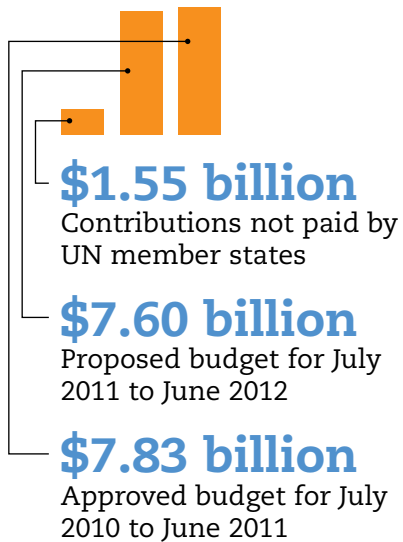 $1.55 billion
Contributions not paid by
UN member states
$7.60 billion
Proposed budget for July
2011 to June 2012
$7.83 billion
Approved budget for July
2010 to June 2011